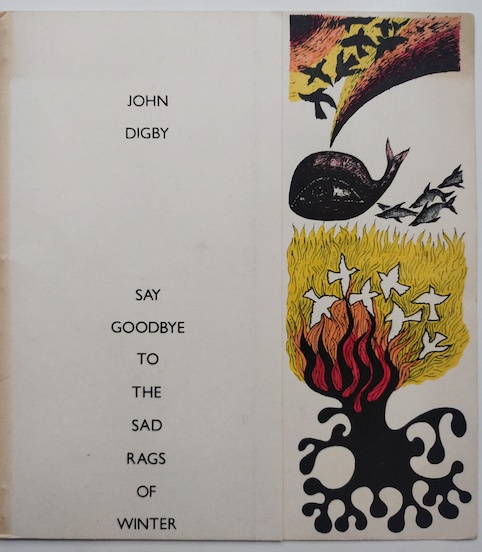 JOHN
DIGBY
SAY
GOODBYE
TO
THE
SAD
RAGS
OF
WINTER